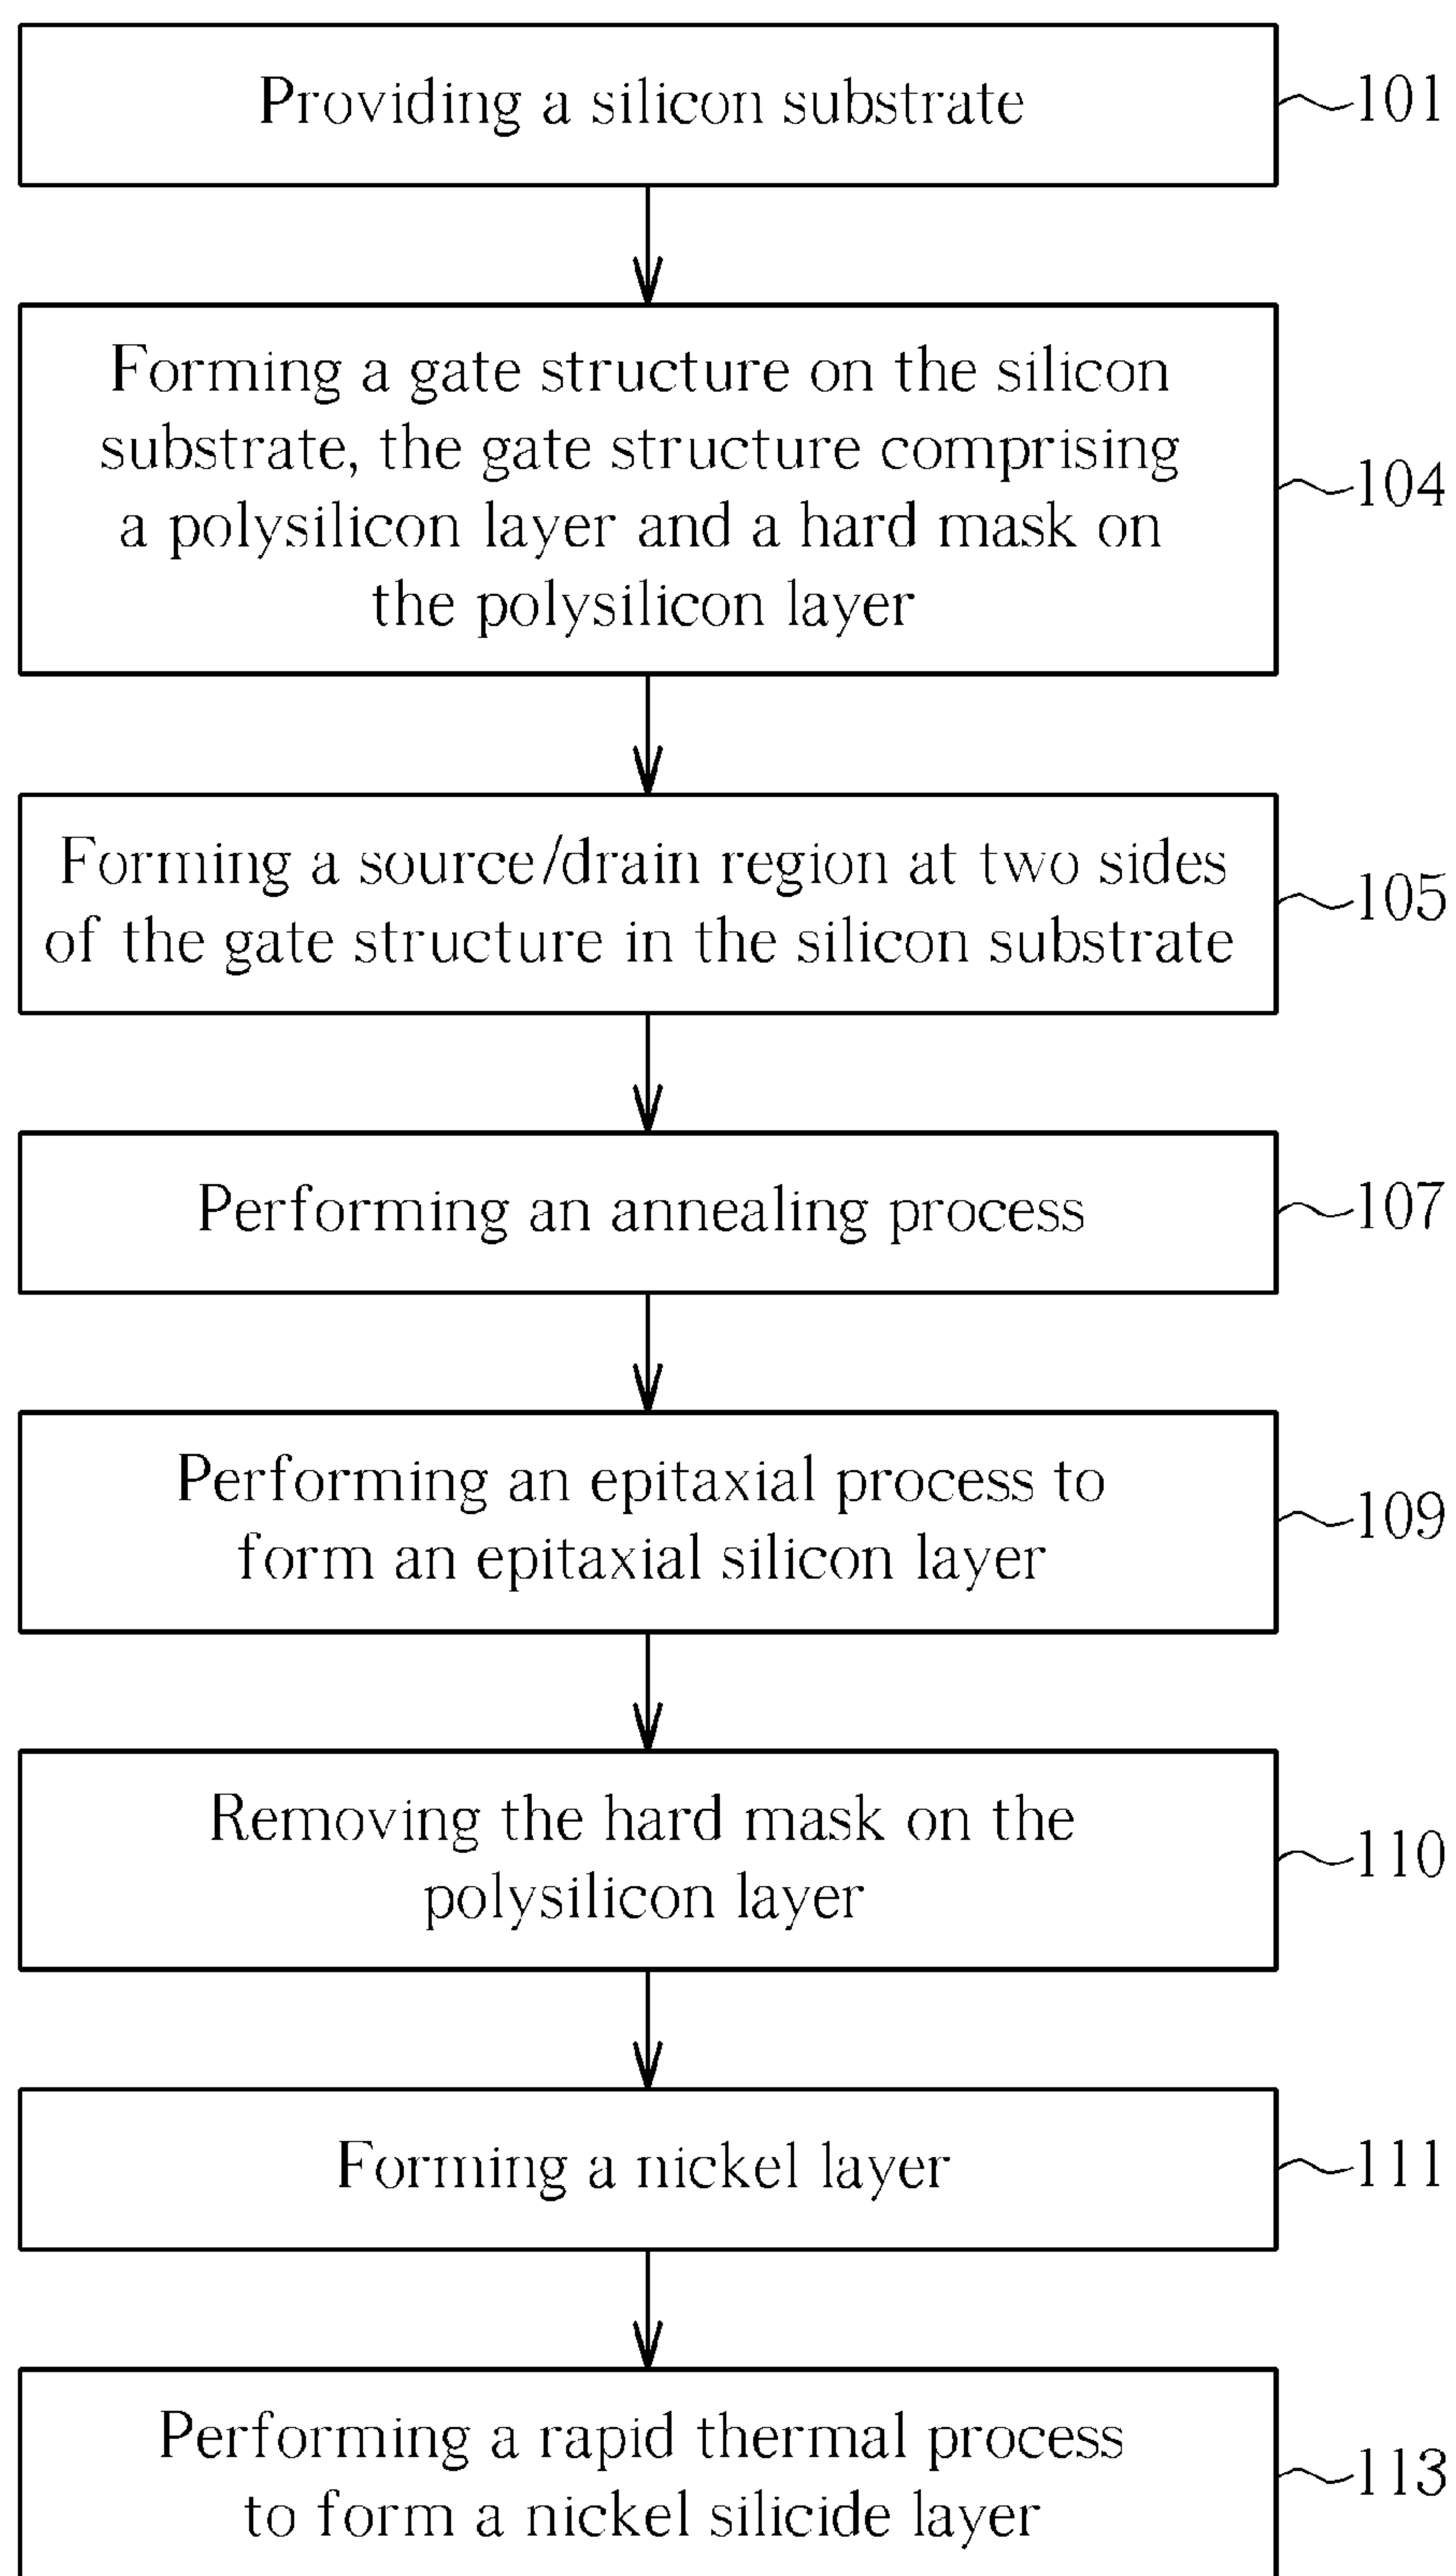 Providing a silicon substrate
101
Forming a gate structure on the silicon
substrate, the gate structure comprising
a polysilicon layer and a hard mask on
the polysilicon layer
104
Forming a source/drain region at two sides
of the gate structure in the silicon substrate
105
Performing an annealing process
107
Performing an epitaxial process to
form an epitaxial silicon layer
109
Removing the hard mask on the
polysilicon layer
110
Forming a nickel layer
111
Performing a rapid thermal process
to form a nickel silicide layer
113